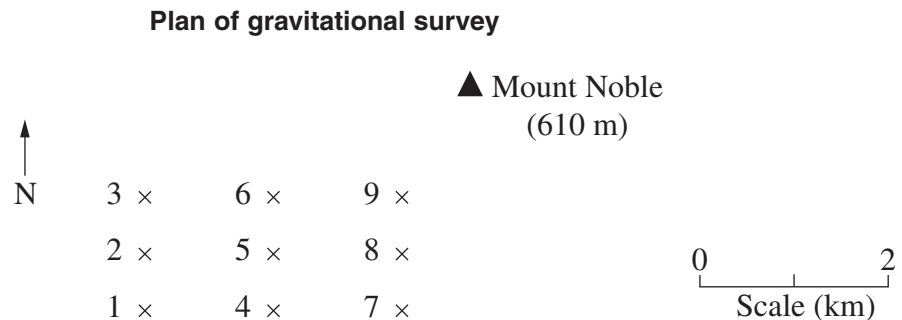 Plan of gravitational survey
▲ Mount Noble
(610 m)
N
3 × 6 × 9 ×
2 × 5 × 8 ×
1 × 4 × 7 ×
0 2
Scale (km)